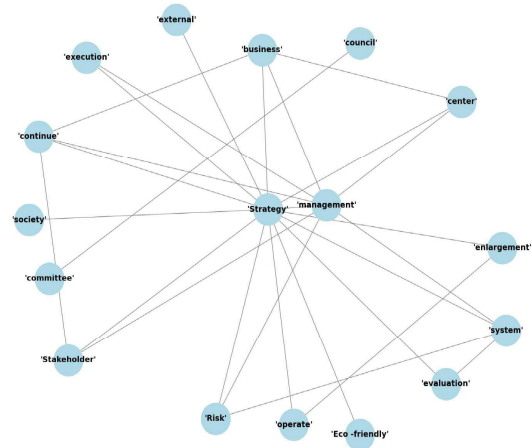 'external'
'council'
'business'
'execution'
'center'
'continue'
'management'
'Strategy'
'society'
'enlargement'
'committee'
'system'
'Stakeholder'
'evaluation'
'Risk'
'operate'
'Eco -friendly'